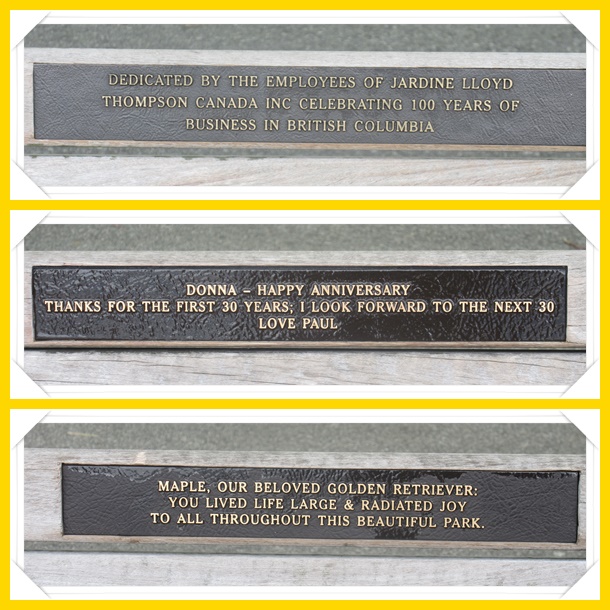 DEDICATED BY THE EMPLOYEES OF JARDINE LLOYD
THOMPSON CANADA INC CELEBRATING 100 YEARS OF
BUSINESS IN BRITISH COLUMBIA
DONNA – HAPPY ANNIVERSARY
THANKS FOR THE FIRST 30 YEARS; I LOOK FORWARD TO THE NEXT 30
LOVE PAUL
MAPLE, OUR BELOVED GOLDEN RETRIEVER:
YOU LIVED LIFE LARGE & RADIATED JOY
TO ALL THROUGHOUT THIS BEAUTIFUL PARK.